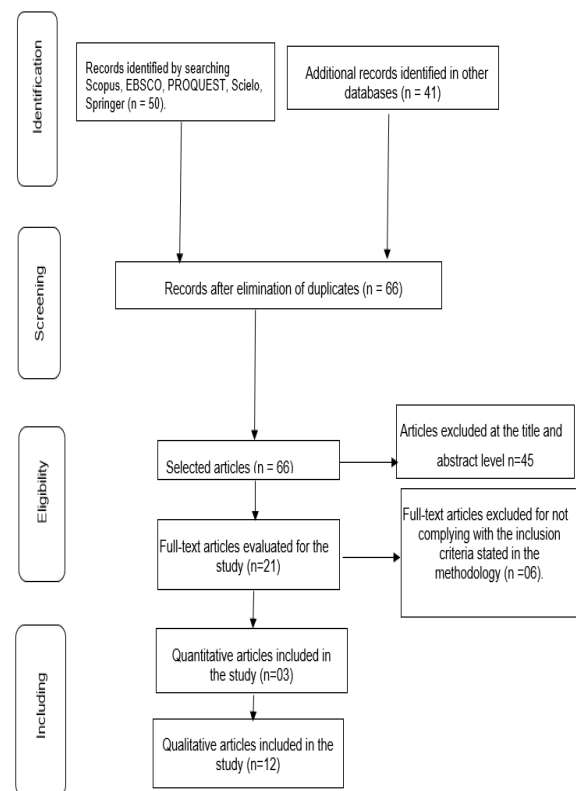 Identification
Records identified by searching
Scopus, EBSCO, PROQUEST, Scielo,
Springer (n = 50).
Additional records identified in other
databases (n = 41)
Screening
Records after elimination of duplicates (n = 66)
Eligibility
Selected articles (n = 66)
Articles excluded at the title and
abstract level n=45
Full-text articles evaluated for the
study (n=21)
Full-text articles excluded for not
complying with the inclusion
criteria stated in the
methodology (n =06).
Including
Quantitative articles included in
the study (n=03)
Qualitative articles included in the
study (n=12)